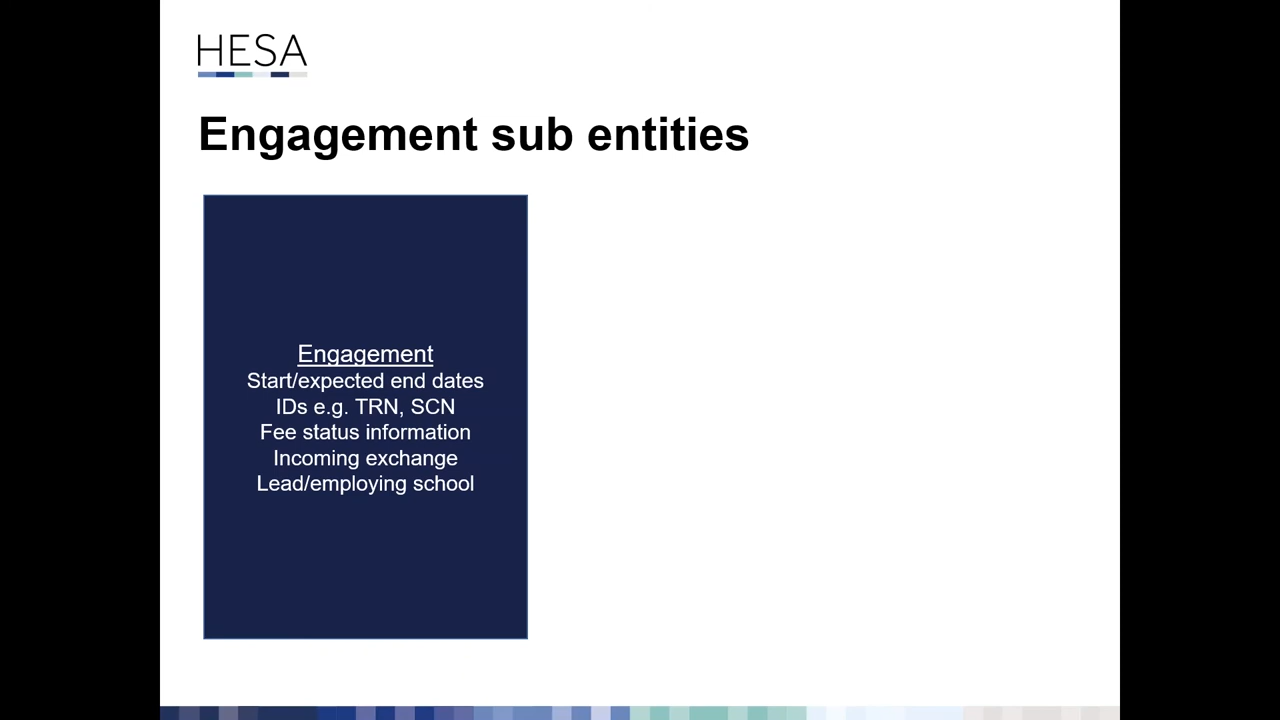 HESA
Engagement sub entities
Engagement
Start/expected end dates
IDs e.g. TRN, SCN
Fee status information
Incoming exchange
Lead/employing school